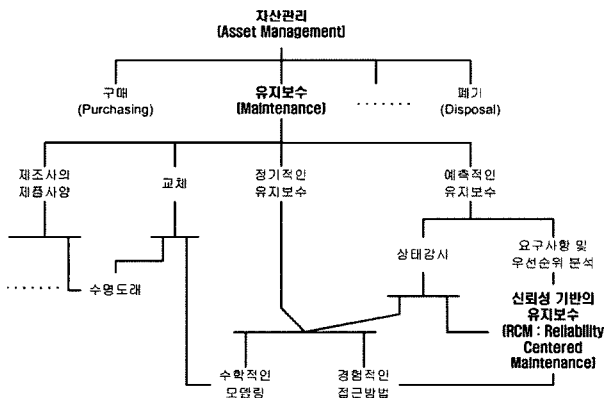 자산관리
(Asset Management)
구매
(Purchasing)
유지보수
(Maintenance)
폐기
(Disposal)
제조사의
제품사양
교체
정기적인
유지보수
예측적인
유지보수
상태감시
요구사항 및
우선순위 분석
수명도래
신뢰성 기반의
유지보수
(RCM : Reliability
Centered
Maintenance)
수학적인
모델링
경험적인
접근방법